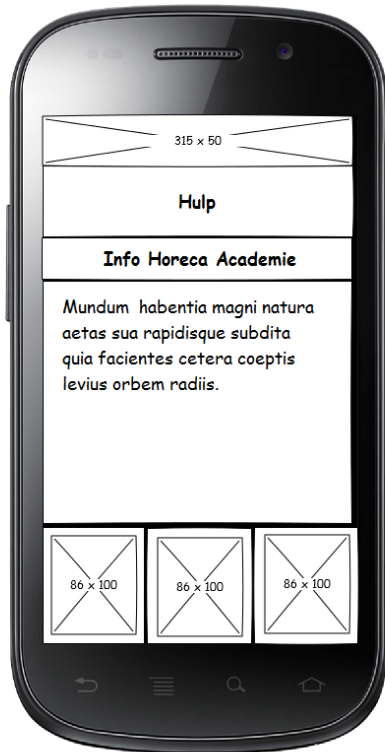 315 x 50
Hulp
Info Horeca Academie
Mundum habentia magni natura
aetas sua rapidisque subdita
quia facientes cetera coeptis
levius orbem radiis.
86 x 100
86 x 100
86 x 100